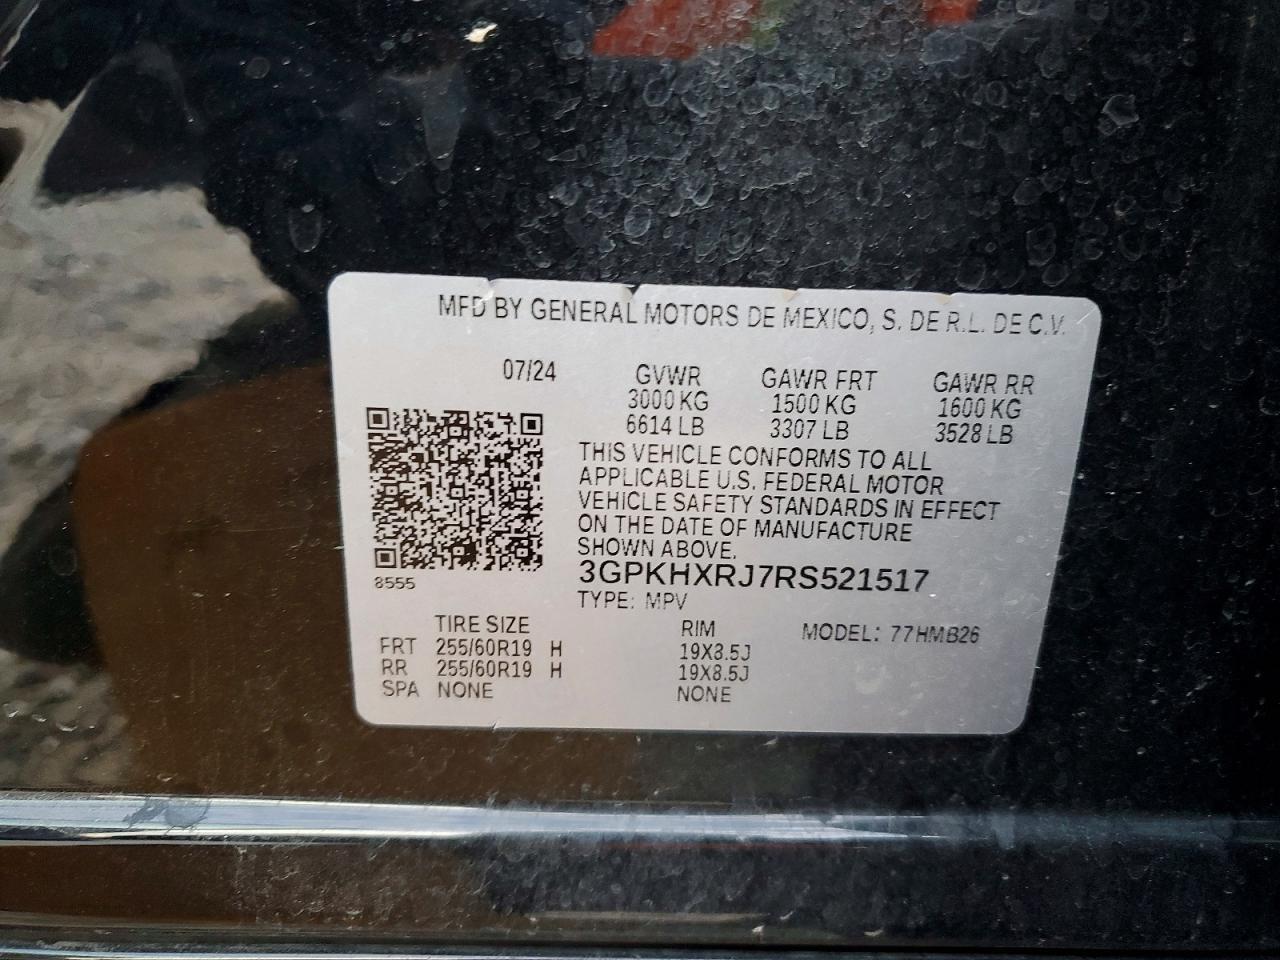 MFD BY GENERAL MOTORS DE MEXICO, S. DE R.L. DE C.V.
07/24 GVWR GAWR FRT GAWR RR
3000 KG 1500 KG 1600 KG
6614 LB 3307 LB 3528 LB
THIS VEHICLE CONFORMS TO ALL
APPLICABLE U.S. FEDERAL MOTOR
VEHICLE SAFETY STANDARDS IN EFFECT
ON THE DATE OF MANUFACTURE
SHOWN ABOVE.
8555
3GPKHXRJ7RS521517
TYPE: MPV
TIRE SIZE RIM MODEL: 77HMB26
FRT 255/60R19 H 19X8.5J
RR 255/60R19 H 19X8.5J
SPA NONE NONE